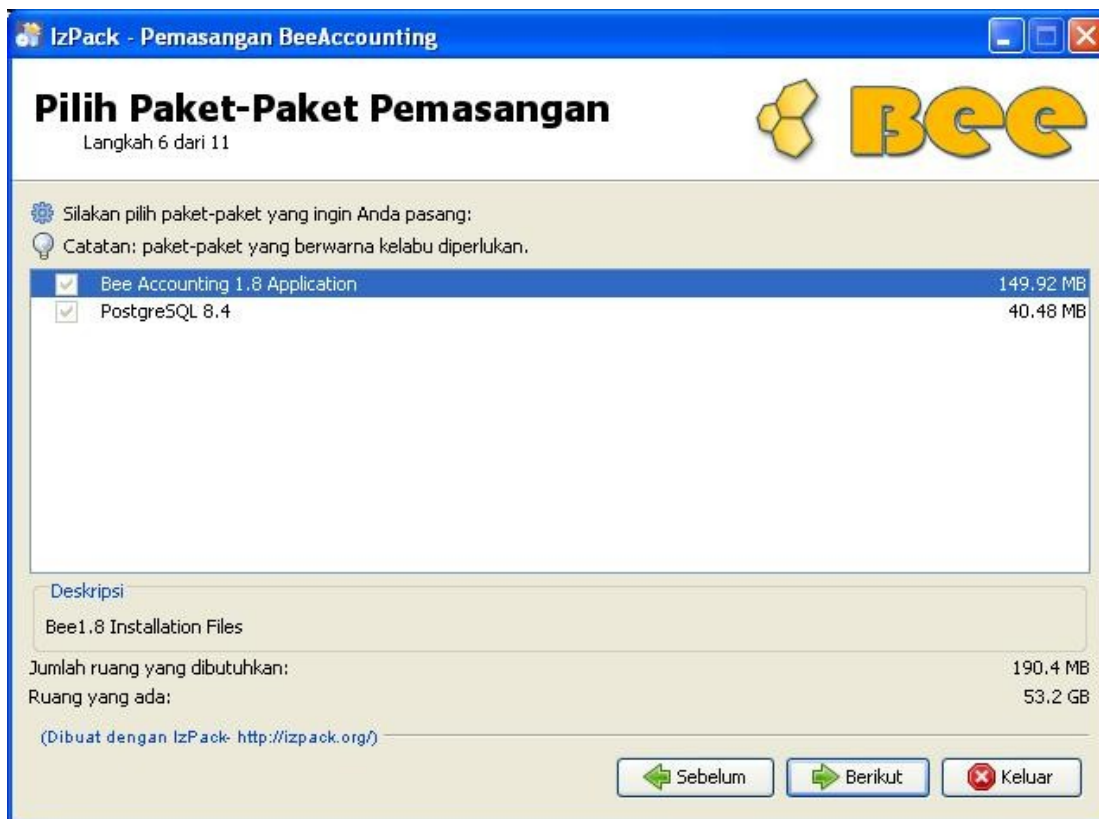 IzPack - Pemasangan BeeAccounting
Pilih Paket-Paket Pemasangan
Langkah 6 dari 11
Bee
Silakan pilih paket-paket yang ingin Anda pasang:
Catatan: paket-paket yang berwarna kelabu diperlukan.
Bee Accounting 1.8 Application 149.92 MB
PostgreSQL 8.4 40.48 MB
Deskripsi
Bee1.8 Installation Files
Jumlah ruang yang dibutuhkan: 190.4 MB
Ruang yang ada: 53.2 GB
(Dibuat dengan IzPack- http://izpack.org/)
Sebelum Berikut Keluar